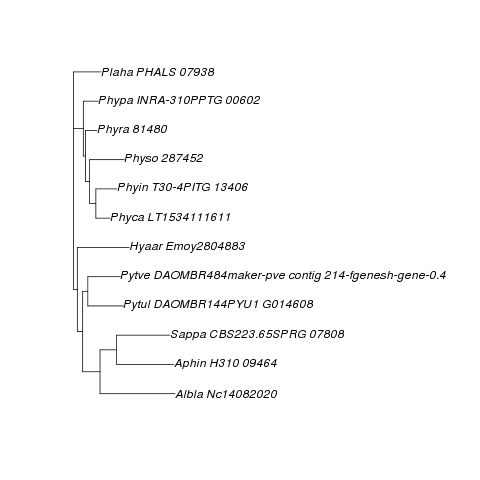 Plaha PHALS 07938
Phypa INRA-310PPTG 00602
Phyra 81480
Physo 287452
Phyin T30-4PITG 13406
Phyca LT1534111611
Hyaar Emoy2804883
Pytve DAOMBR484maker-pve contig 214-fgenesh-gene-0.4
Pytul DAOMBR144PYU1 G014608
Sappa CBS223.65SPRG 07808
Aphin H310 09464
Albla Nc14082020